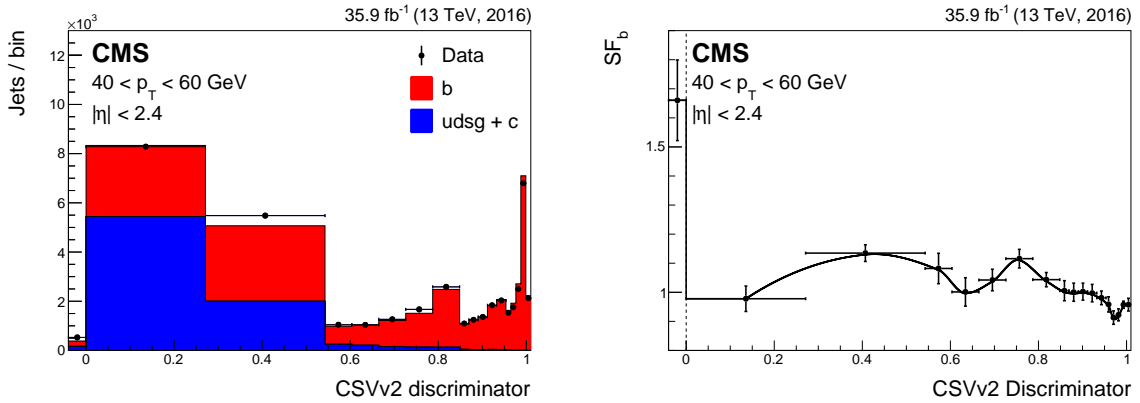 35.9 fb⁻¹ (13 TeV, 2016)
×10³
Jets / bin
12
10
8
6
4
2
0
CMS
40 < p_T < 60 GeV
|η| < 2.4
Data
b
udsg + c
0 0.2 0.4 0.6 0.8 1
CSVv2 discriminator
35.9 fb⁻¹ (13 TeV, 2016)
SF_b
1.5
1
CMS
40 < p_T < 60 GeV
|η| < 2.4
0 0.2 0.4 0.6 0.8 1
CSVv2 Discriminator